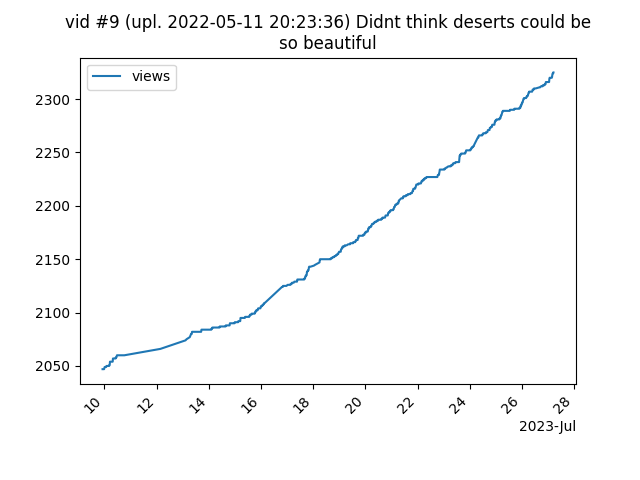 vid #9 (upl. 2022-05-11 20:23:36) Didnt think deserts could be
so beautiful
views
2300
2250
2200
2150
2100
2050
10 12 14 16 18 20 22 24 26 28
2023-Jul